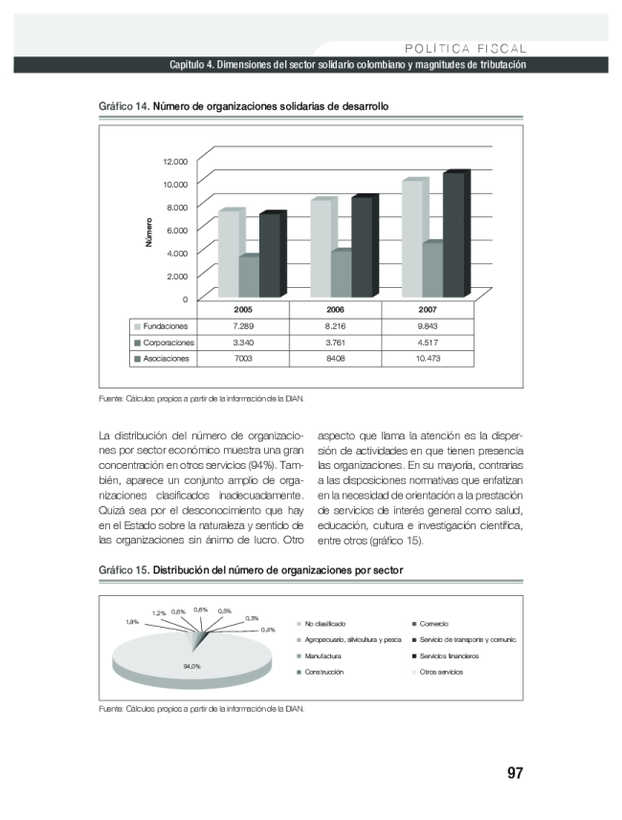 POLÍTICA FISCAL
Capítulo 4. Dimensiones del sector solidario colombiano y magnitudes de tributación
Gráfico 14. Número de organizaciones solidarias de desarrollo
Número
12.000
10.000
8.000
6.000
4.000
2.000
0
2005 2006 2007
Fundaciones 7.289 8.216 9.843
Corporaciones 3.340 3.761 4.517
Asociaciones 7003 8408 10.473
Fuente: Cálculos propios a partir de la información de la DIAN.
La distribución del número de organizacio-
nes por sector económico muestra una gran
concentración en otros servicios (94%). Tam-
bién, aparece un conjunto amplio de orga-
nizaciones clasificados inadecuadamente.
Quizá sea por el desconocimiento que hay
en el Estado sobre la naturaleza y sentido de
las organizaciones sin ánimo de lucro. Otro
aspecto que llama la atención es la disper-
sión de actividades en que tienen presencia
las organizaciones. En su mayoría, contrarias
a las disposiciones normativas que enfatizan
en la necesidad de orientación a la prestación
de servicios de interés general como salud,
educación, cultura e investigación científica,
entre otros (gráfico 15).
Gráfico 15. Distribución del número de organizaciones por sector
1,9%
1,2% 0,6% 0,6% 0,5%
0,3%
0,4%
94,0%
No clasificado
Agropecuario, silvicultura y pesca
Manufactura
Construcción
Comercio
Servicio de transporte y comunic.
Servicios financieros
Otros servicios
Fuente: Cálculos propios a partir de la información de la DIAN.
97